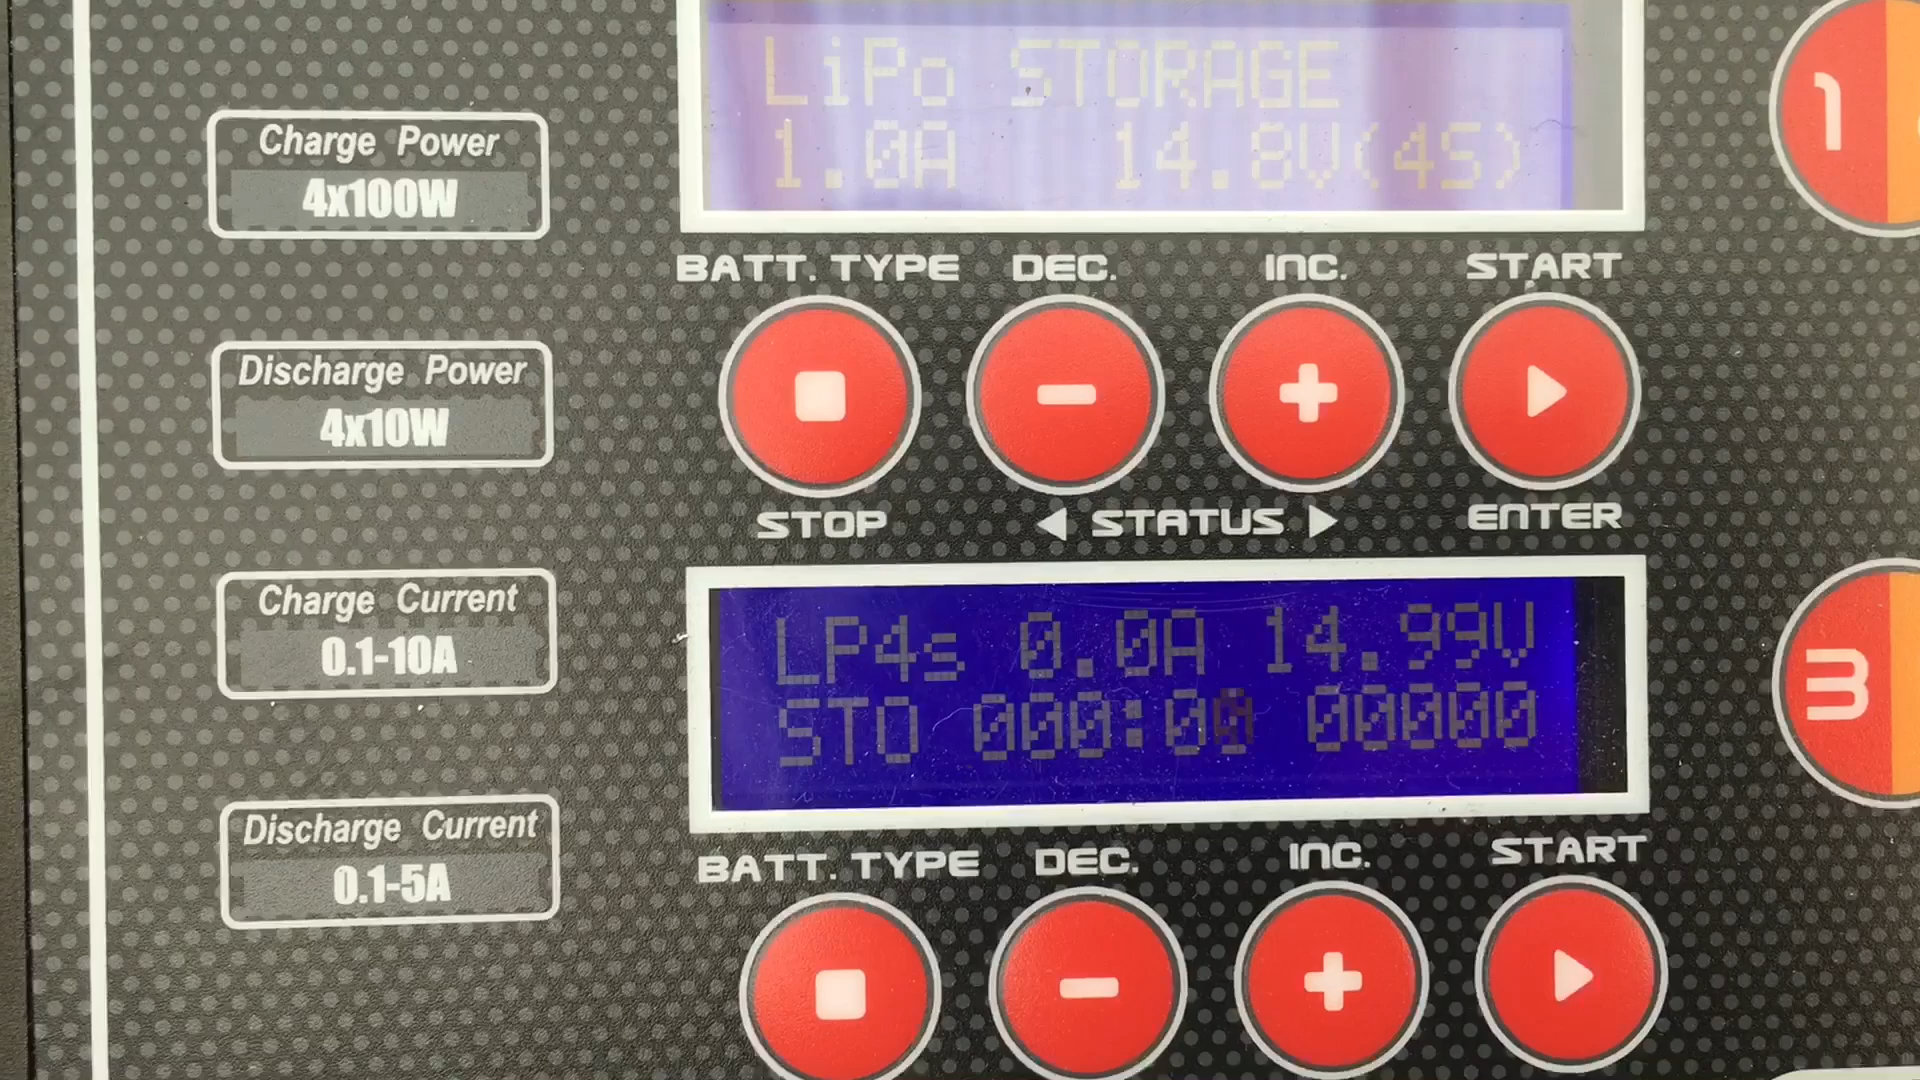 LiPo STORAGE
1.0A 14.8V(4S)
Charge Power
4x100W
BATT. TYPE DEC. INC. START
1
Discharge Power
4x10W
STOP STATUS ENTER
Charge Current
0.1-10A
LP4s 0.0A 14.99V
STO 000:00 00000
3
Discharge Current
0.1-5A
BATT. TYPE DEC. INC. START